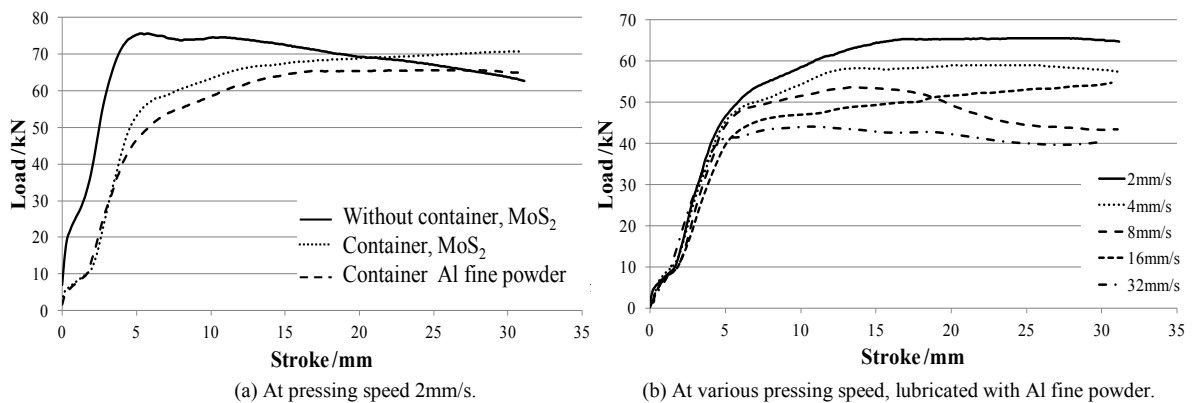 80
70
60
50
40
30
20
10
0
Load /kN
0 5 10 15 20 25 30 35
Stroke /mm
Without container, MoS₂
Container, MoS₂
Container Al fine powder
(a) At pressing speed 2mm/s.
70
60
50
40
30
20
10
0
Load /kN
0 5 10 15 20 25 30 35
Stroke /mm
2mm/s
4mm/s
8mm/s
16mm/s
32mm/s
(b) At various pressing speed, lubricated with Al fine powder.